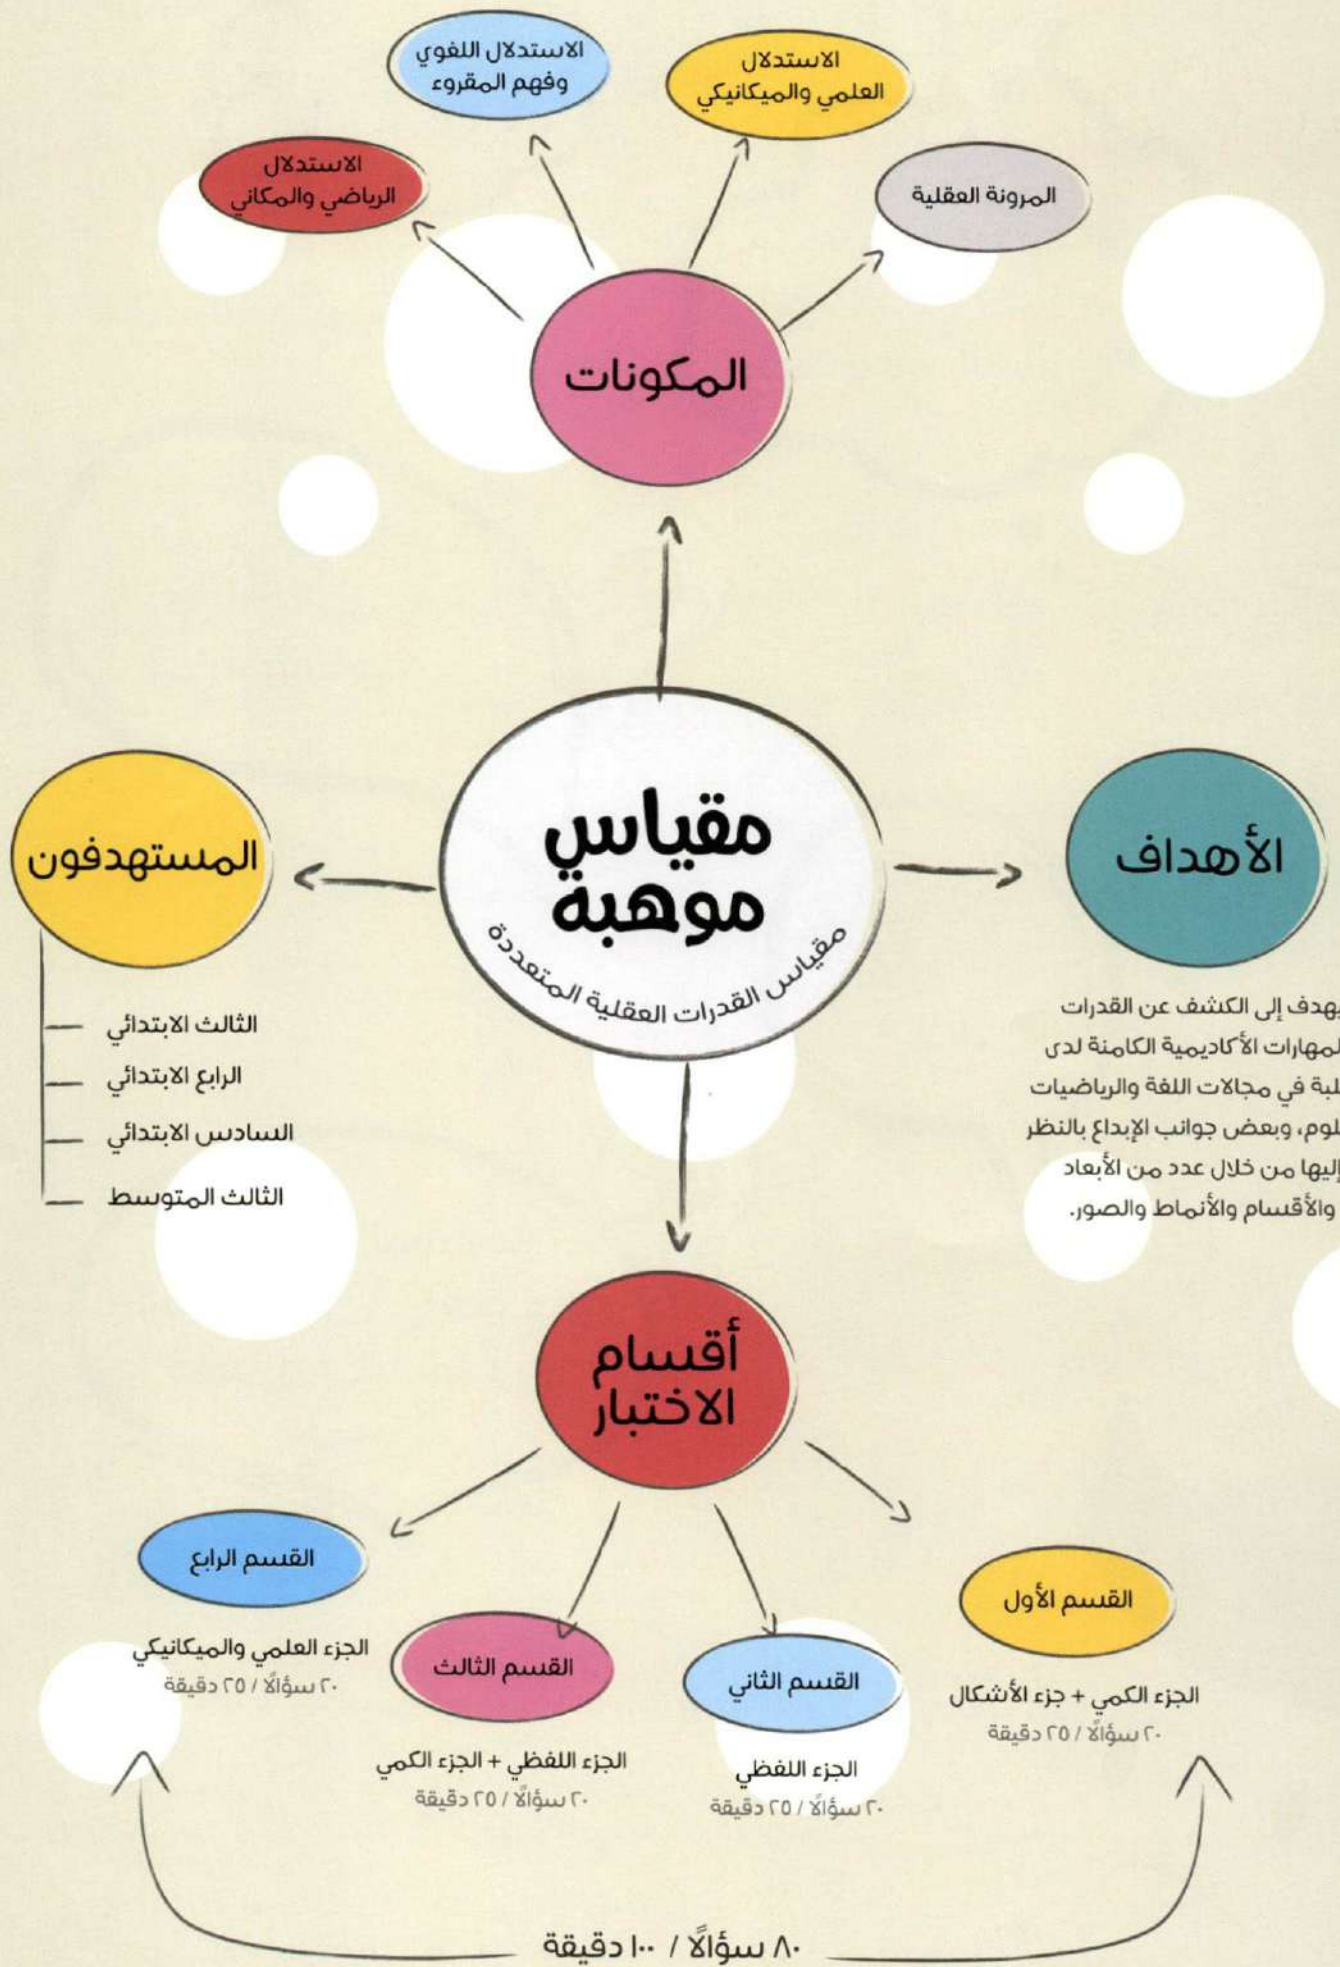 الاستدلال اللغوي
وفهم المقروء
الاستدلال
العلمي والميكانيكي
الاستدلال
الرياضي والمكاني
المرونة العقلية
المكونات
مقياس
موهبة
مقياس القدرات العقلية المتعددة
الأهداف
يهدف إلى الكشف عن القدرات
المهارات الأكاديمية الكامنة لدى
في مجالات اللغة والرياضيات
وبعض جوانب الإبداع بالنظر
إليها من خلال عدد من الأبعاد
والأقسام والأنماط والصور.
المستهدفون
الثالث الابتدائي
الرابع الابتدائي
السادس الابتدائي
الثالث المتوسط
أقسام
الاختبار
القسم الأول
الجزء الكمي + جزء الأشكال
٢٠ سؤالًا / ٢٥ دقيقة
القسم الثاني
الجزء اللفظي
٢٠ سؤالًا / ٢٥ دقيقة
القسم الثالث
الجزء اللفظي + الجزء الكمي
٢٠ سؤالًا / ٢٥ دقيقة
القسم الرابع
الجزء العلمي والميكانيكي
٢٠ سؤالًا / ٢٥ دقيقة
٨٠ سؤالًا / ١٠٠ دقيقة